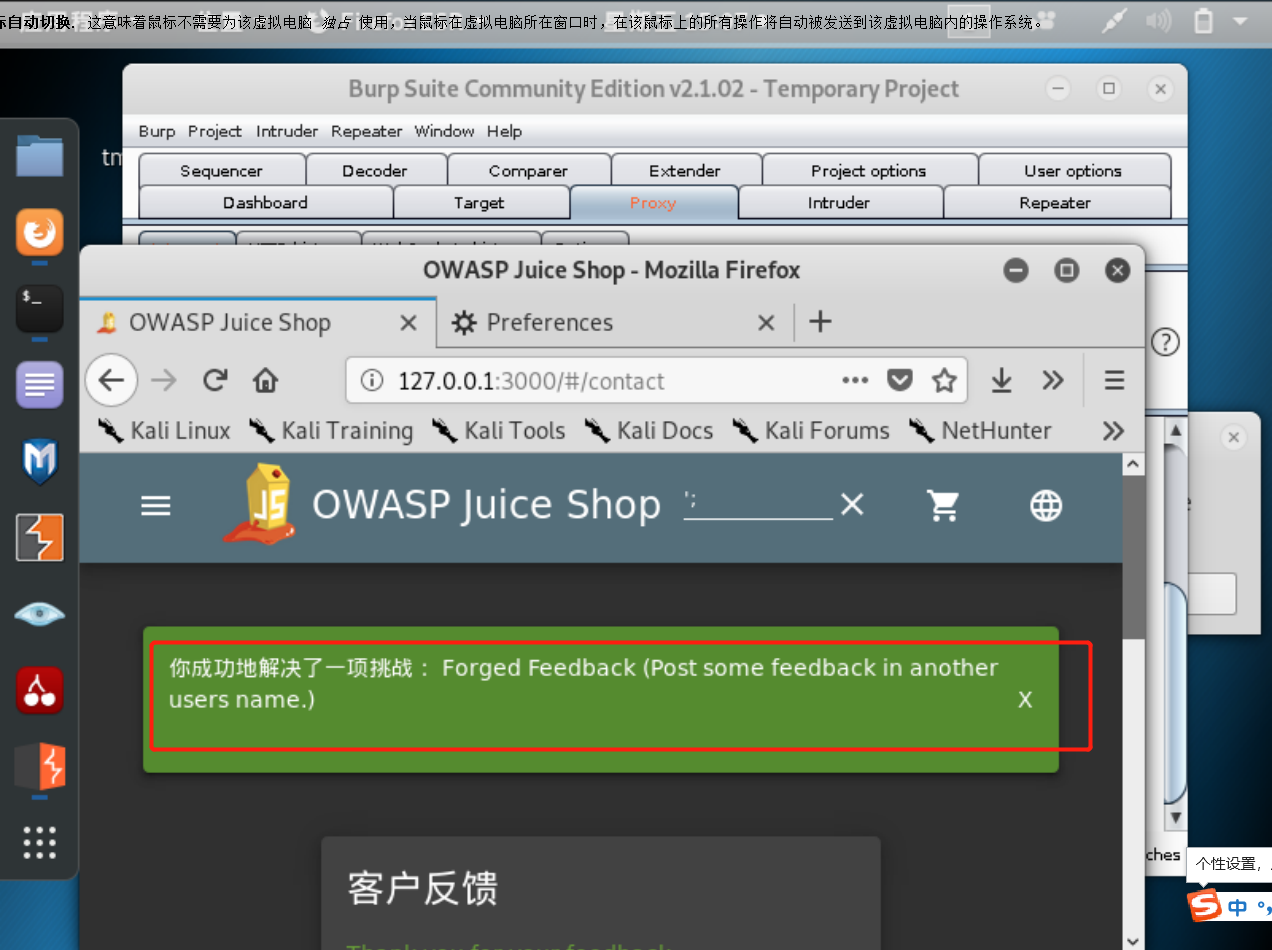 标自动切换. 这意味着鼠标不需要为该虚拟电脑 独占 使用，当鼠标在虚拟电脑所在窗口时，在该鼠标上的所有操作将自动被发送到该虚拟电脑内的操作系统。
Burp Suite Community Edition v2.1.02 - Temporary Project
Burp Project Intruder Repeater Window Help
Sequencer Decoder Comparer Extender Project options User options
Dashboard Target Proxy Intruder Repeater
OWASP Juice Shop - Mozilla Firefox
OWASP Juice Shop Preferences
127.0.0.1:3000/#/contact
Kali Linux Kali Training Kali Tools Kali Docs Kali Forums NetHunter
OWASP Juice Shop ';
你成功地解决了一项挑战： Forged Feedback (Post some feedback in another
users name.) X
客户反馈
Thank you for your feedback
ches
个性设置，
中